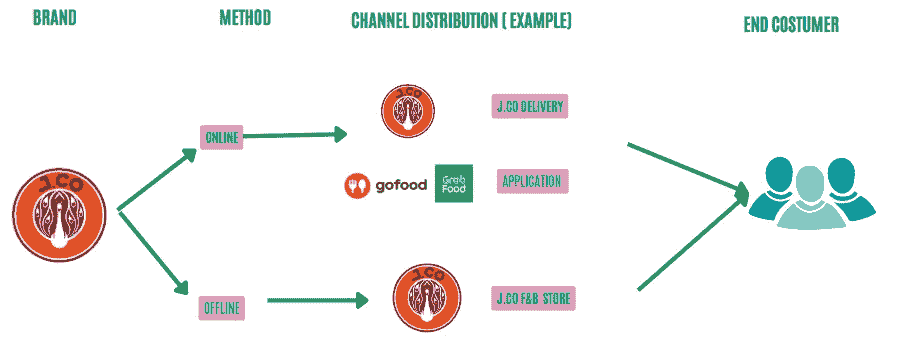 BRAND
METHOD
CHANNEL DISTRIBUTION ( EXAMPLE)
END COSTUMER
J.CO
J.CO DELIVERY
ONLINE
gofood
Grab
Food
APPLICATION
J.CO
J.CO
J.CO F&B STORE
OFFLINE